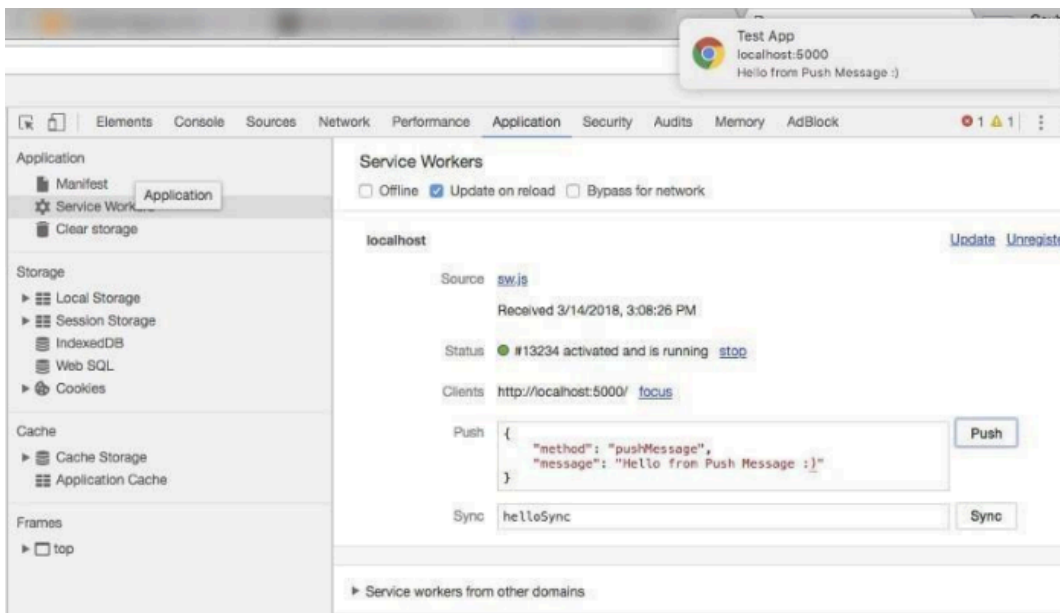 Test App
localhost:5000
Hello from Push Message :)
Elements Console Sources Network Performance Application Security Audits Memory AdBlock 1 1
Application
Manifest
Application
Service Workers
Clear storage
Storage
Local Storage
Session Storage
IndexedDB
Web SQL
Cookies
Cache
Cache Storage
Application Cache
Frames
top
Service Workers
Offline Update on reload Bypass for network
localhost Update Unregiste
Source sw.js
Received 3/14/2018, 3:08:26 PM
Status #13234 activated and is running stop
Clients http://localhost:5000/ focus
Push { Push
"method": "pushMessage",
"message": "Hello from Push Message :)"
}
Sync helloSync Sync
Service workers from other domains